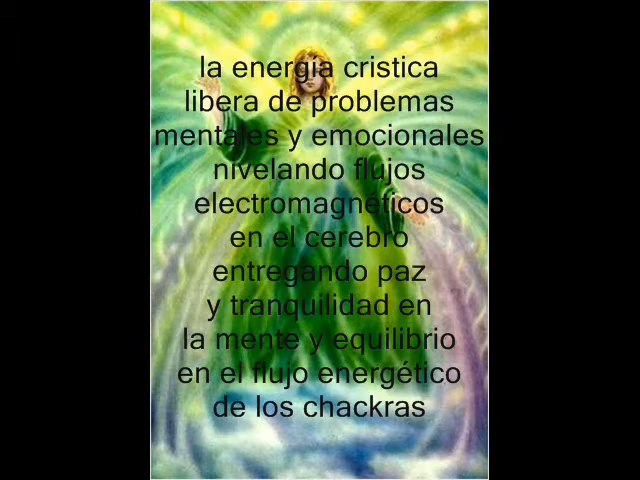 la energía cristica
libera de problemas
mentales y emocionales
nivelando flujos
electromagnéticos
en el cerebro
entregando paz
y tranquilidad en
la mente y equilibrio
en el flujo energético
de los chackras